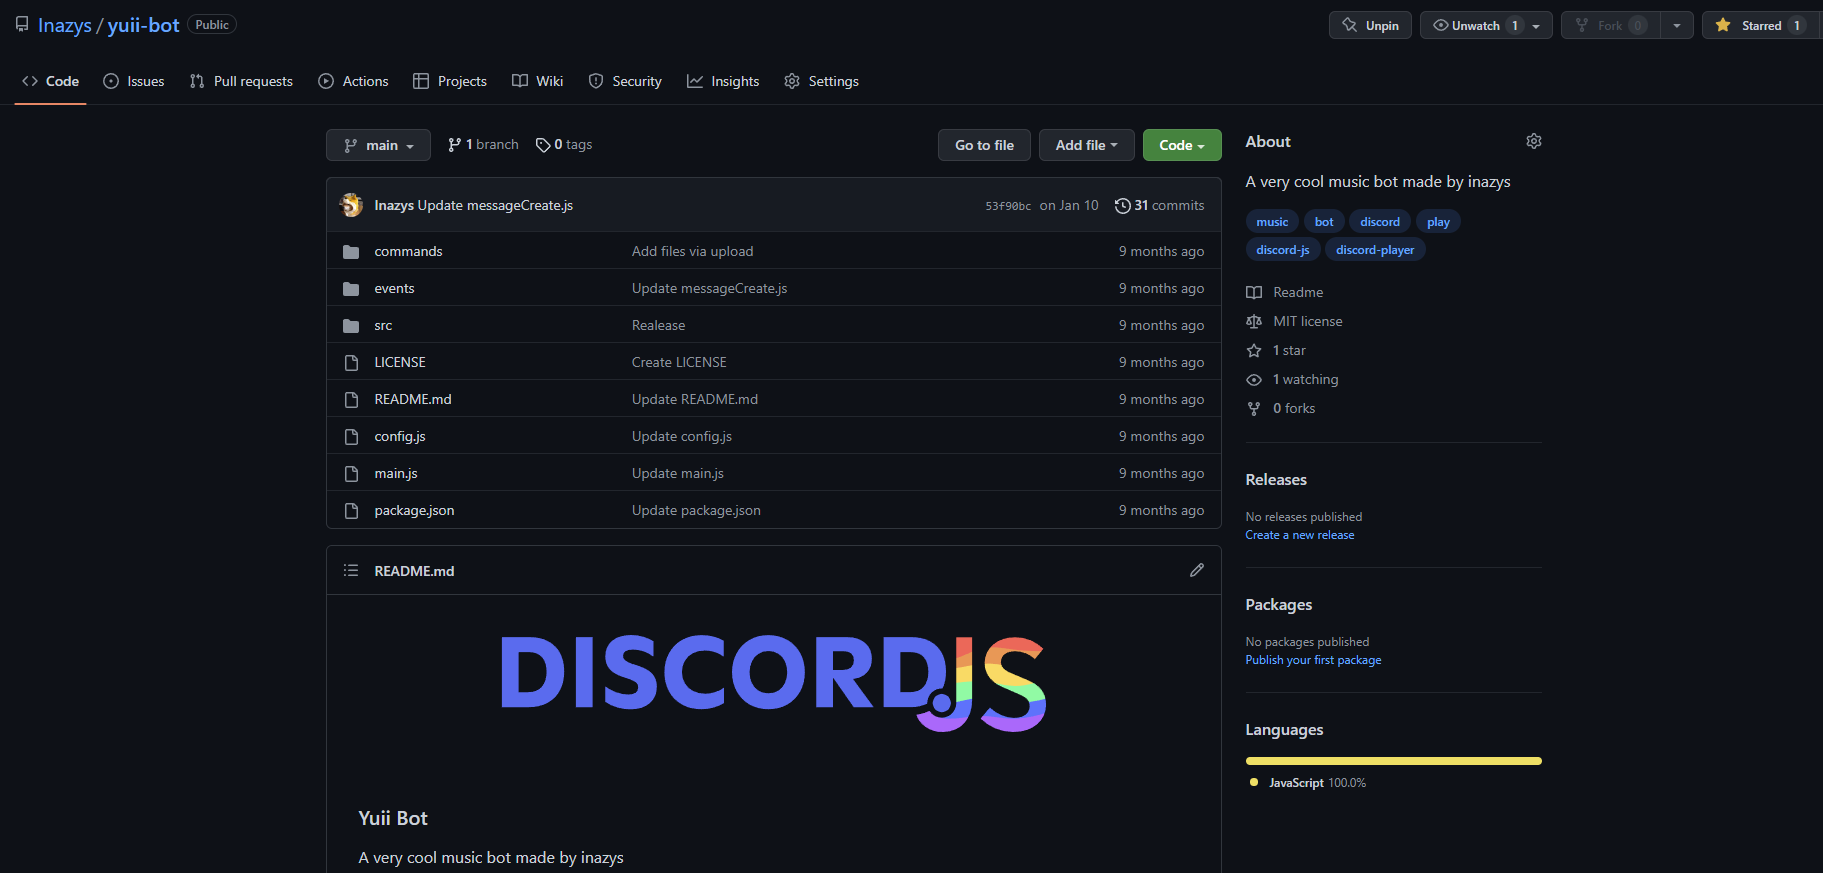 Inazys / yuii-bot Public
Unpin Unwatch 1 Fork 0 Starred 1
Code Issues Pull requests Actions Projects Wiki Security Insights Settings
main 1 branch 0 tags Go to file Add file Code
Inazys Update messageCreate.js 53f90bc on Jan 10 31 commits
commands Add files via upload 9 months ago
events Update messageCreate.js 9 months ago
src Realease 9 months ago
LICENSE Create LICENSE 9 months ago
README.md Update README.md 9 months ago
config.js Update config.js 9 months ago
main.js Update main.js 9 months ago
package.json Update package.json 9 months ago
README.md
DISCORD.JS
Yuii Bot
A very cool music bot made by inazys
About
A very cool music bot made by inazys
music bot discord play
discord-js discord-player
Readme
MIT license
1 star
1 watching
0 forks
Releases
No releases published
Create a new release
Packages
No packages published
Publish your first package
Languages
JavaScript 100.0%